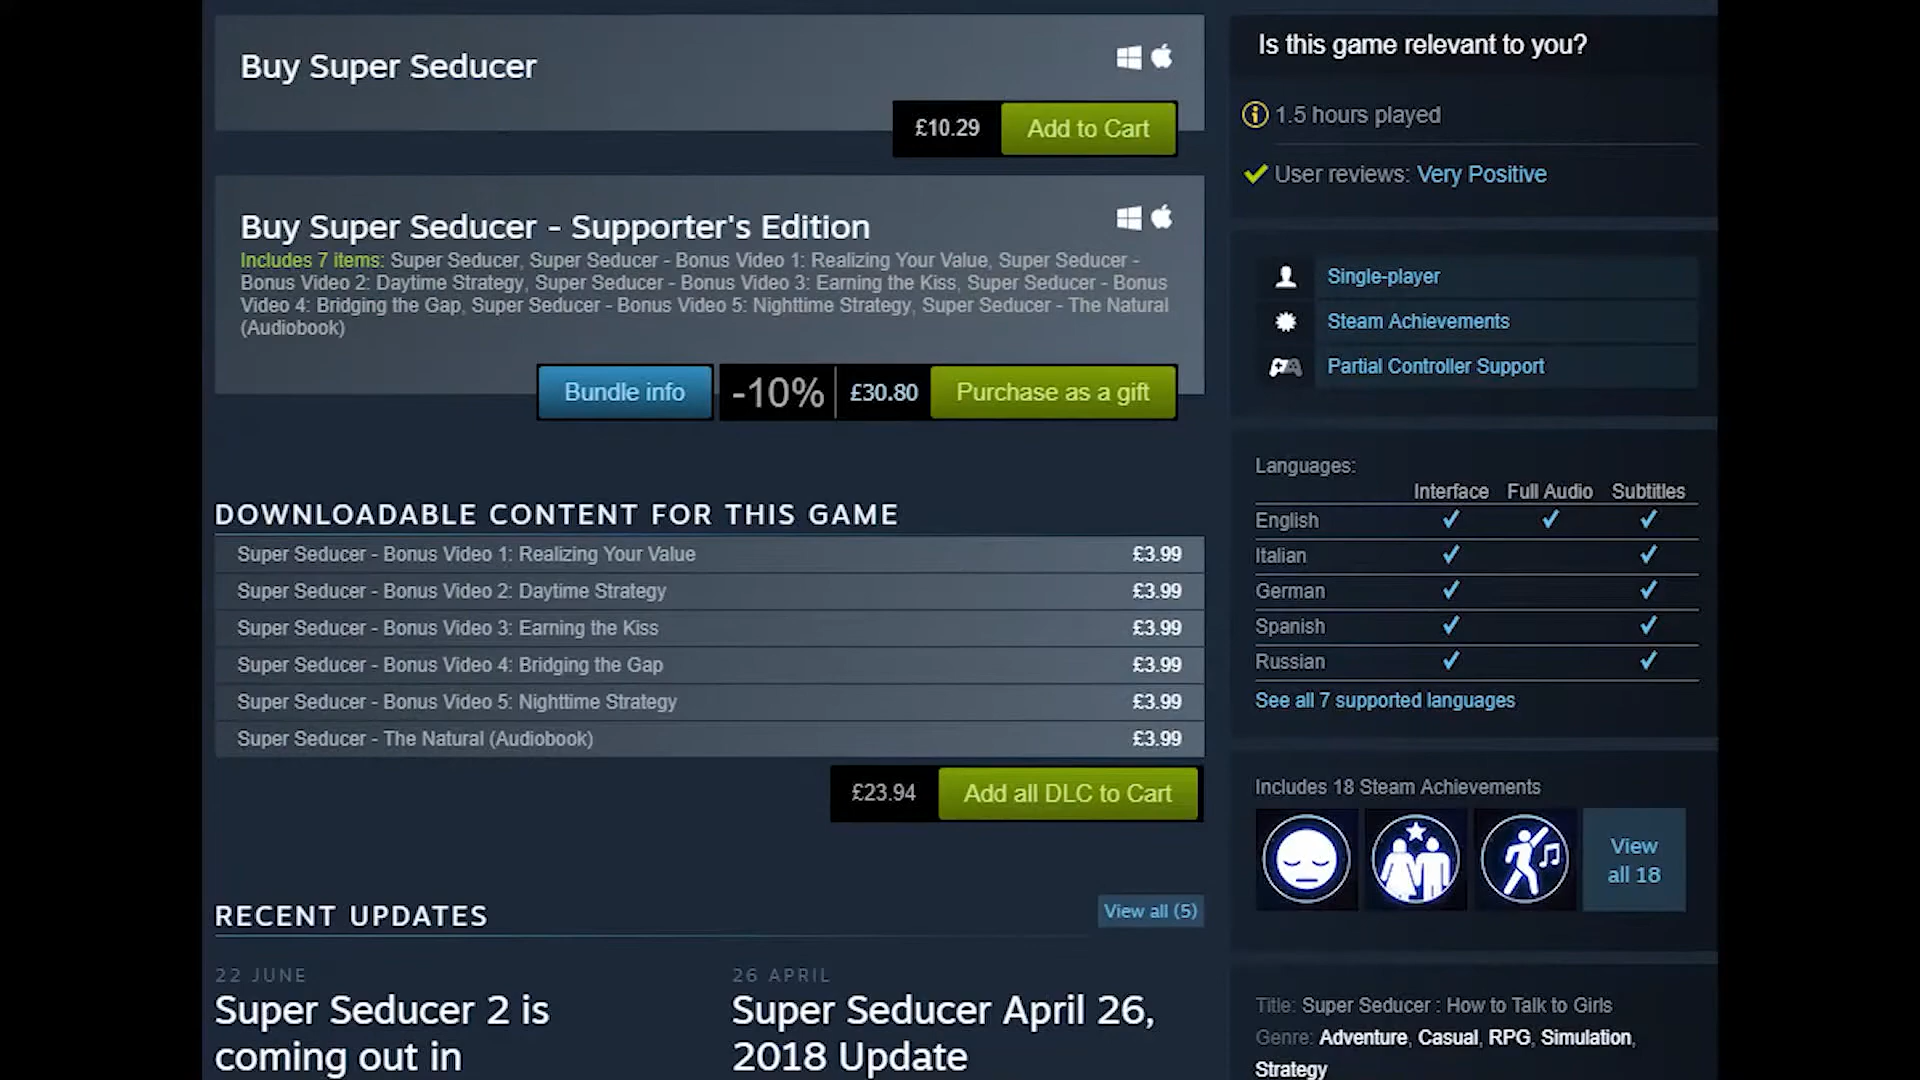 Buy Super Seducer
£10.29
Add to Cart
Buy Super Seducer - Supporter's Edition
Includes 7 items: Super Seducer, Super Seducer - Bonus Video 1: Realizing Your Value, Super Seducer -
Bonus Video 2: Daytime Strategy, Super Seducer - Bonus Video 3: Earning the Kiss, Super Seducer - Bonus
Video 4: Bridging the Gap, Super Seducer - Bonus Video 5: Nighttime Strategy, Super Seducer - The Natural
(Audiobook)
Bundle info
-10%
£30.80
Purchase as a gift
DOWNLOADABLE CONTENT FOR THIS GAME
Super Seducer - Bonus Video 1: Realizing Your Value £3.99
Super Seducer - Bonus Video 2: Daytime Strategy £3.99
Super Seducer - Bonus Video 3: Earning the Kiss £3.99
Super Seducer - Bonus Video 4: Bridging the Gap £3.99
Super Seducer - Bonus Video 5: Nighttime Strategy £3.99
Super Seducer - The Natural (Audiobook) £3.99
£23.94
Add all DLC to Cart
RECENT UPDATES
View all (5)
22 JUNE
Super Seducer 2 is
coming out in
26 APRIL
Super Seducer April 26,
2018 Update
Is this game relevant to you?
1.5 hours played
User reviews: Very Positive
Single-player
Steam Achievements
Partial Controller Support
Languages:
Interface Full Audio Subtitles
English ✓ ✓ ✓
Italian ✓ ✓
German ✓ ✓
Spanish ✓ ✓
Russian ✓ ✓
See all 7 supported languages
Includes 18 Steam Achievements
View
all 18
Title: Super Seducer : How to Talk to Girls
Genre: Adventure, Casual, RPG, Simulation,
Strategy